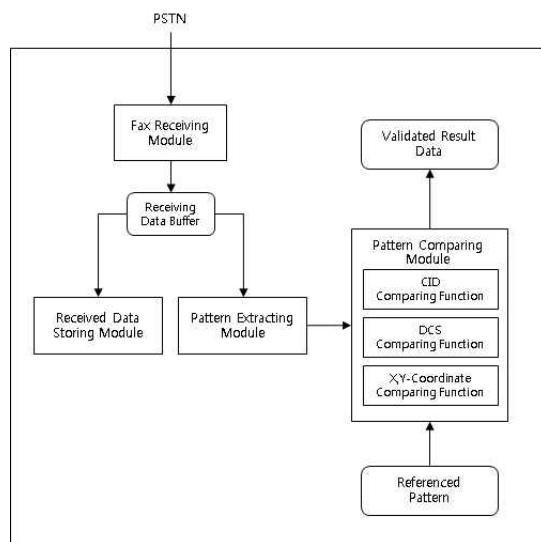 PSTN
Fax Receiving
Module
Validated Result
Data
Receiving
Data Buffer
Received Data
Storing Module
Pattern Extracting
Module
Pattern Comparing
Module
CID
Comparing Function
DCS
Comparing Function
X,Y-Coordinate
Comparing Function
Referenced
Pattern